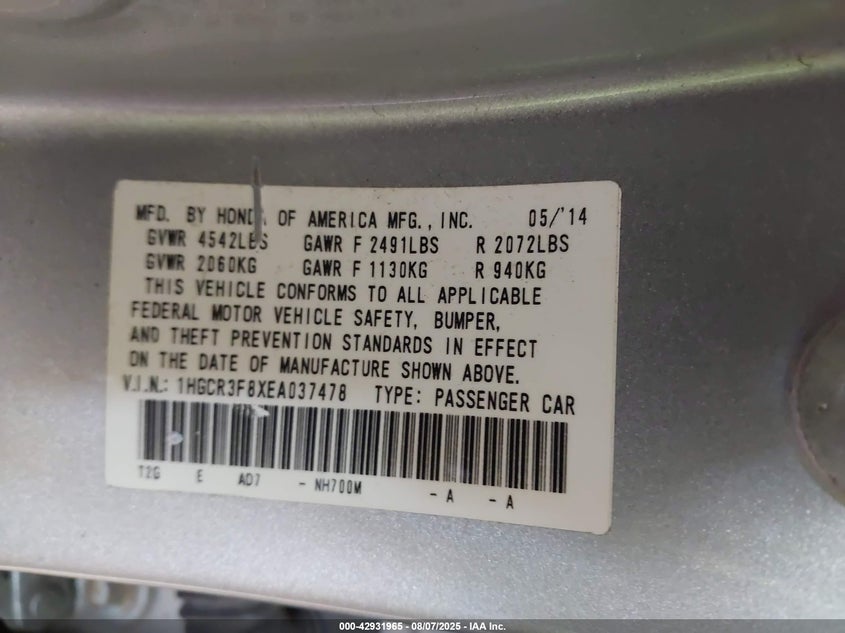 MFD. BY HONDA OF AMERICA MFG., INC. 05/'14
GVWR 4542LBS GAWR F 2491LBS R 2072LBS
GVWR 2060KG GAWR F 1130KG R 940KG
THIS VEHICLE CONFORMS TO ALL APPLICABLE
FEDERAL MOTOR VEHICLE SAFETY, BUMPER,
AND THEFT PREVENTION STANDARDS IN EFFECT
ON THE DATE OF MANUFACTURE SHOWN ABOVE.
V.I.N.: 1HGCR3F8XEA037478 TYPE: PASSENGER CAR
T2G E AD7 - NH700M - A - A
000-42931965 | 08/07/2025 | IAA Inc.